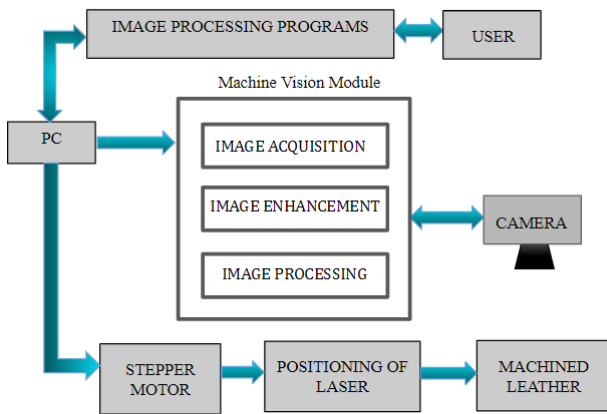 IMAGE PROCESSING PROGRAMS
USER
Machine Vision Module
PC
IMAGE ACQUISITION
IMAGE ENHANCEMENT
CAMERA
IMAGE PROCESSING
STEPPER
MOTOR
POSITIONING OF
LASER
MACHINED
LEATHER